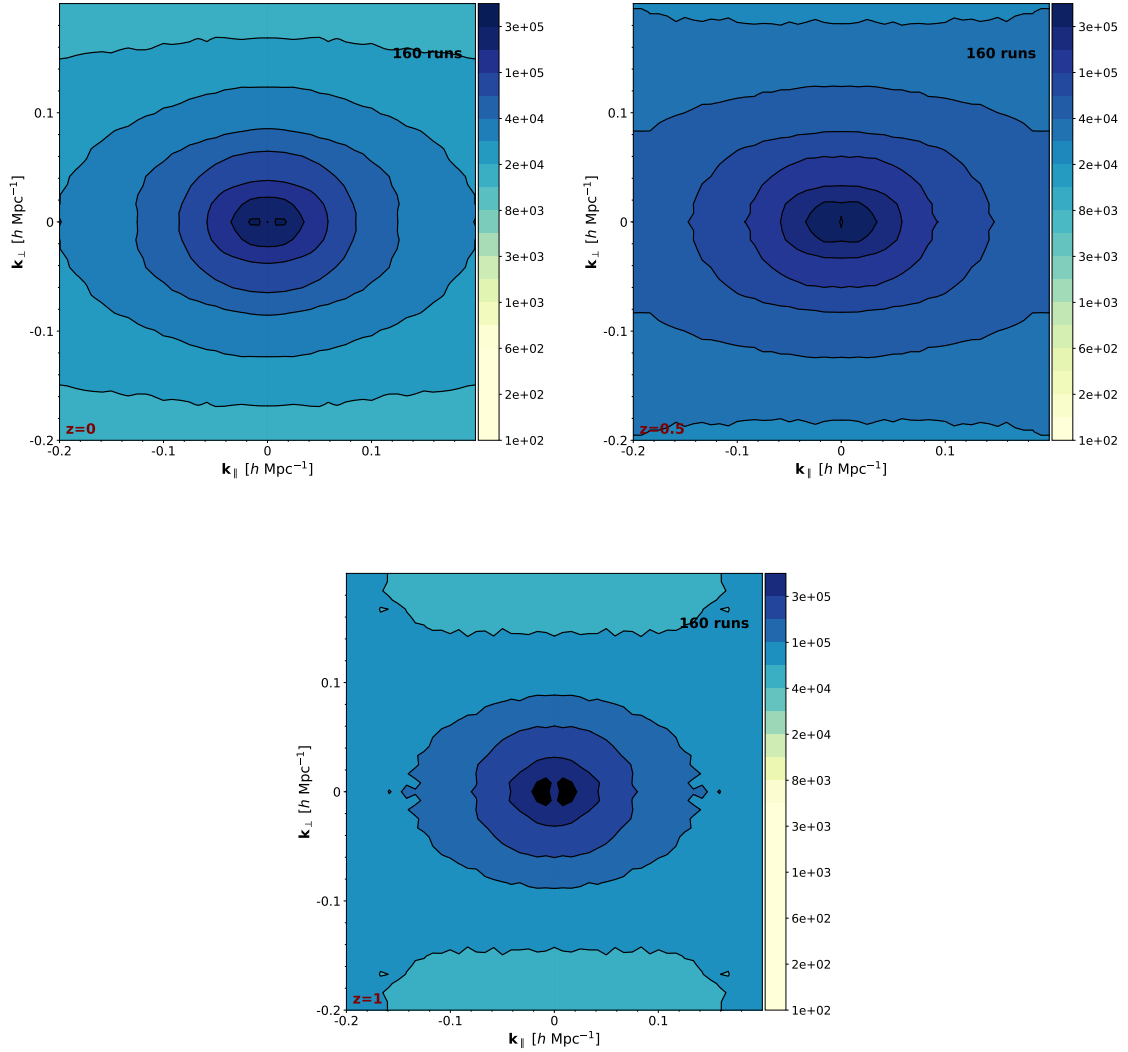 3e+05
160 runs
1e+05
0.1
4e+04
2e+04
k⊥ [h Mpc⁻¹]
0
8e+03
3e+03
-0.1
1e+03
6e+02
2e+02
z=0
-0.2
1e+02
-0.2
-0.1
0
0.1
k∥ [h Mpc⁻¹]
3e+05
160 runs
1e+05
0.1
4e+04
2e+04
k⊥ [h Mpc⁻¹]
0
8e+03
3e+03
-0.1
1e+03
6e+02
2e+02
z=0.5
-0.2
1e+02
-0.2
-0.1
0
0.1
k∥ [h Mpc⁻¹]
3e+05
160 runs
1e+05
0.1
4e+04
2e+04
k⊥ [h Mpc⁻¹]
0
8e+03
3e+03
-0.1
1e+03
6e+02
2e+02
z=1
-0.2
1e+02
-0.2
-0.1
0
0.1
k∥ [h Mpc⁻¹]